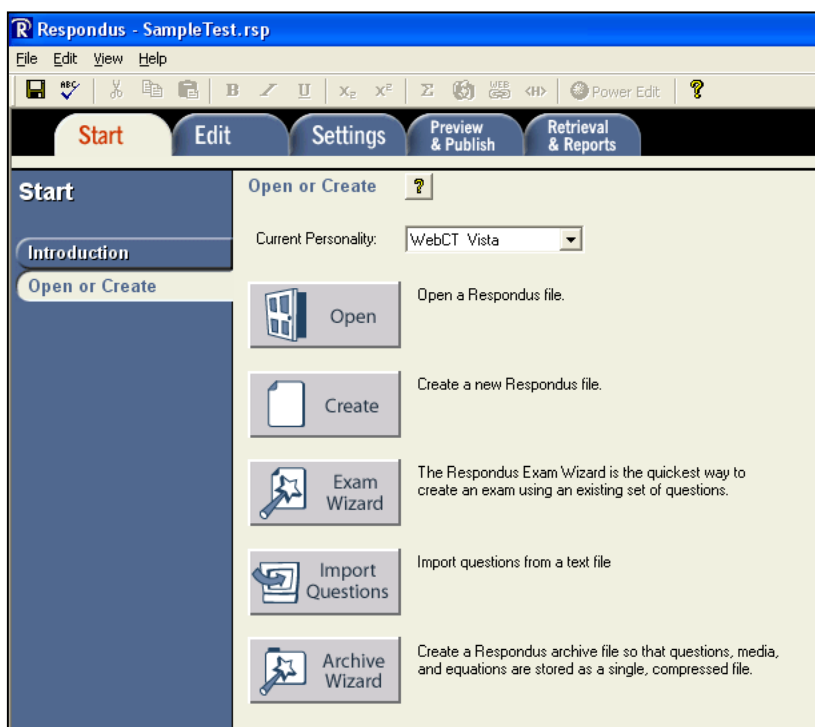 Respondus - SampleTest.rsp
File Edit View Help
ABC B I U X₂ X² Σ WEB <H> Power Edit ?
Start Edit Settings Preview & Publish Retrieval & Reports
Start
Introduction
Open or Create
Open or Create ?
Current Personality: WebCT Vista
Open
Open a Respondus file.
Create
Create a new Respondus file.
Exam
Wizard
The Respondus Exam Wizard is the quickest way to
create an exam using an existing set of questions.
Import
Questions
Import questions from a text file
Archive
Wizard
Create a Respondus archive file so that questions, media,
and equations are stored as a single, compressed file.